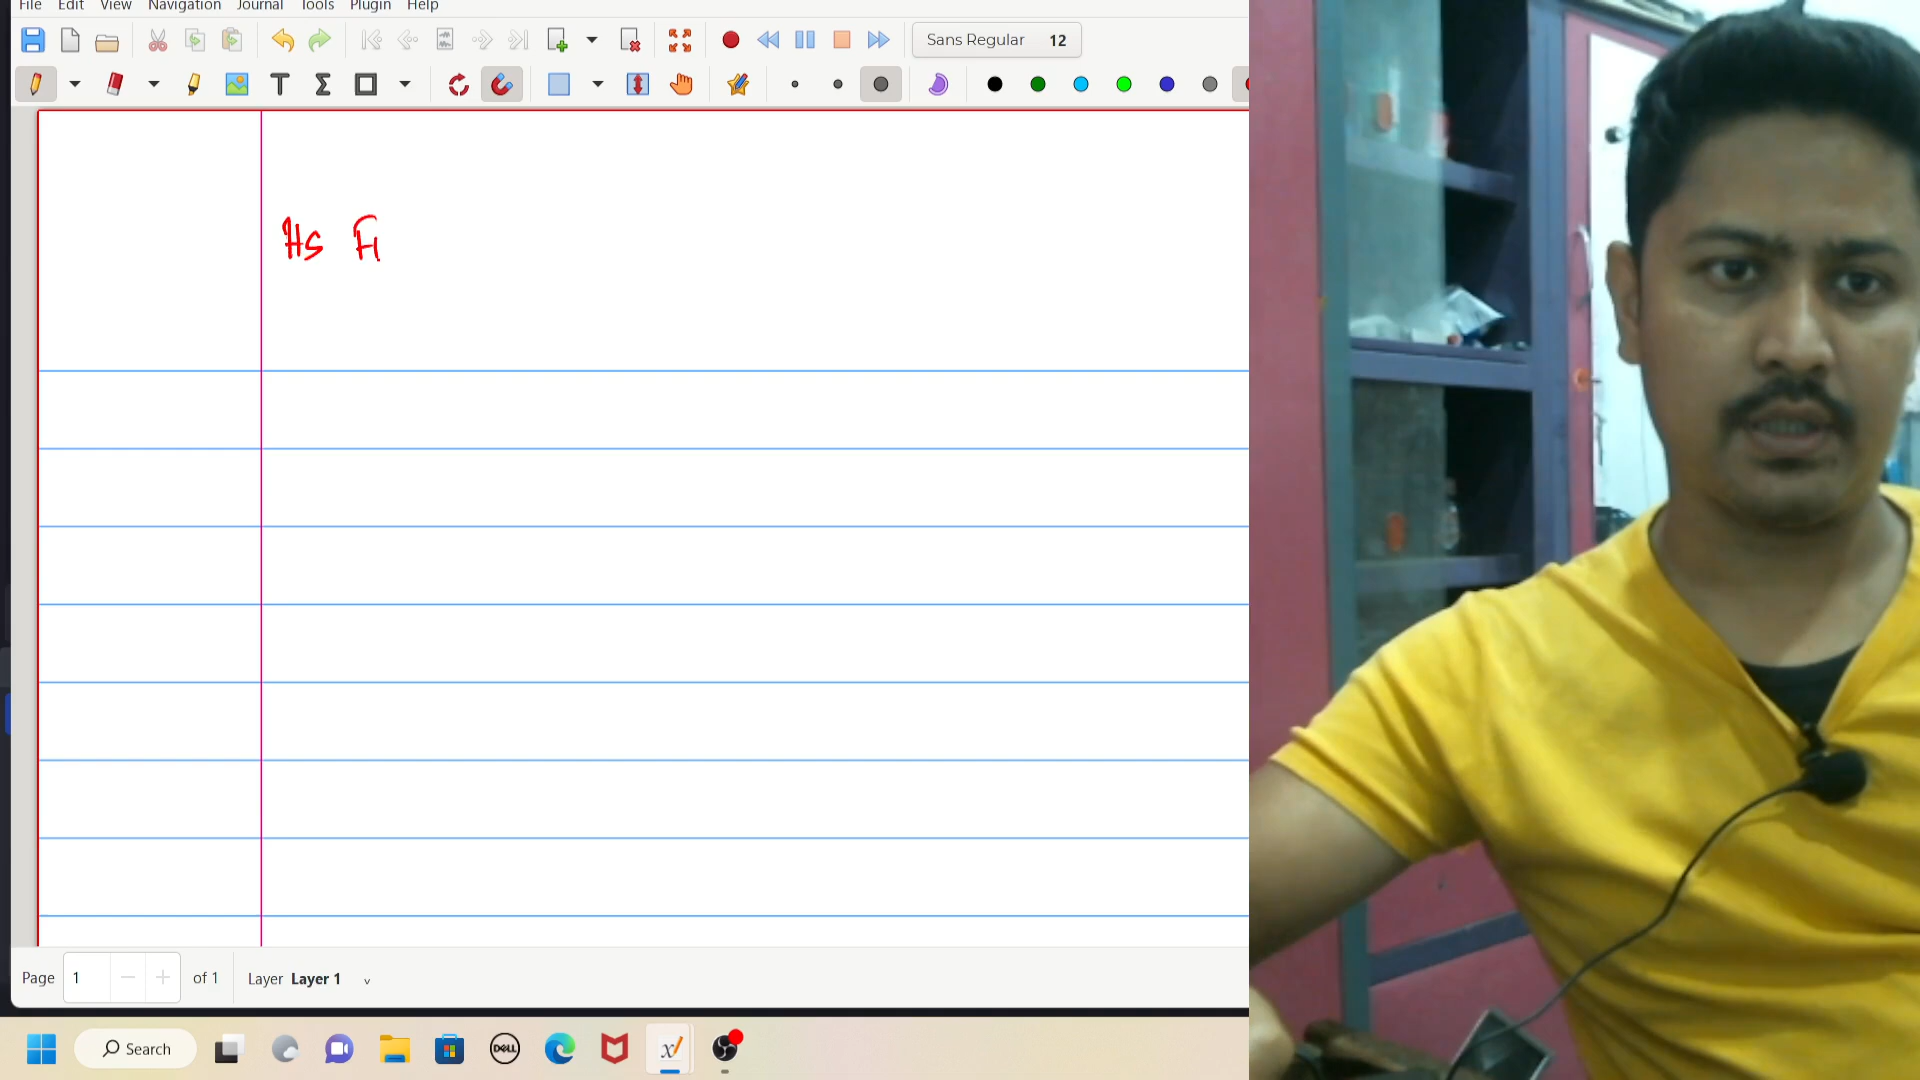 File Edit View Navigation Journal Tools Plugin Help
Sans Regular 12
T Σ
HS Fi
Page 1 of 1 Layer Layer 1
Search
DELL